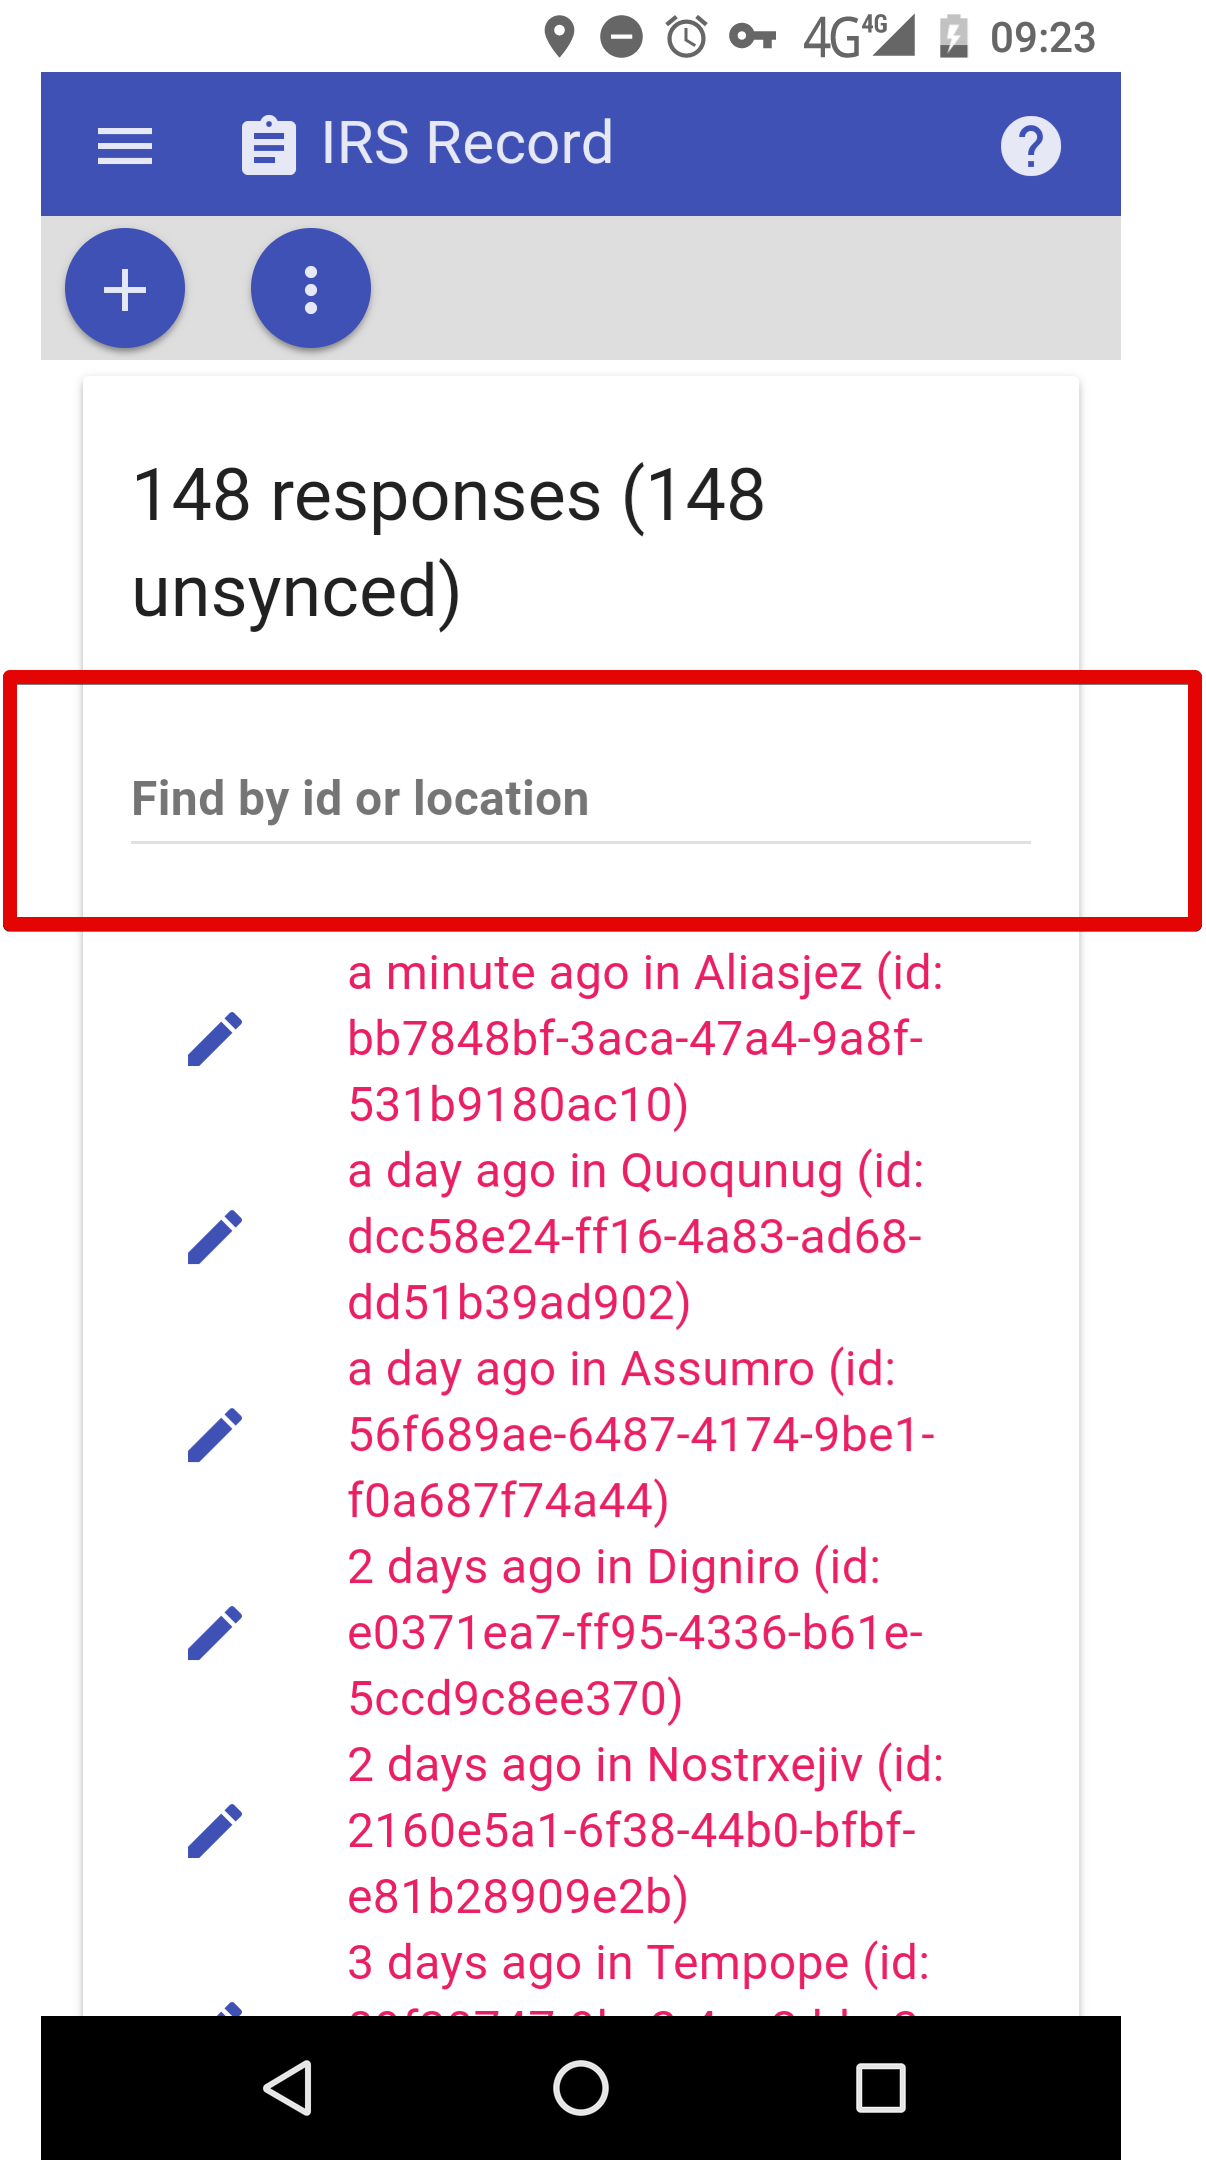 4G 4G 09:23
IRS Record
148 responses (148
unsynced)
Find by id or location
a minute ago in Aliasjez (id:
bb7848bf-3aca-47a4-9a8f-
531b9180ac10)
a day ago in Quoqunug (id:
dcc58e24-ff16-4a83-ad68-
dd51b39ad902)
a day ago in Assumro (id:
56f689ae-6487-4174-9be1-
f0a687f74a44)
2 days ago in Digniro (id:
e0371ea7-ff95-4336-b61e-
5ccd9c8ee370)
2 days ago in Nostrxejiv (id:
2160e5a1-6f38-44b0-bfbf-
e81b28909e2b)
3 days ago in Tempope (id: